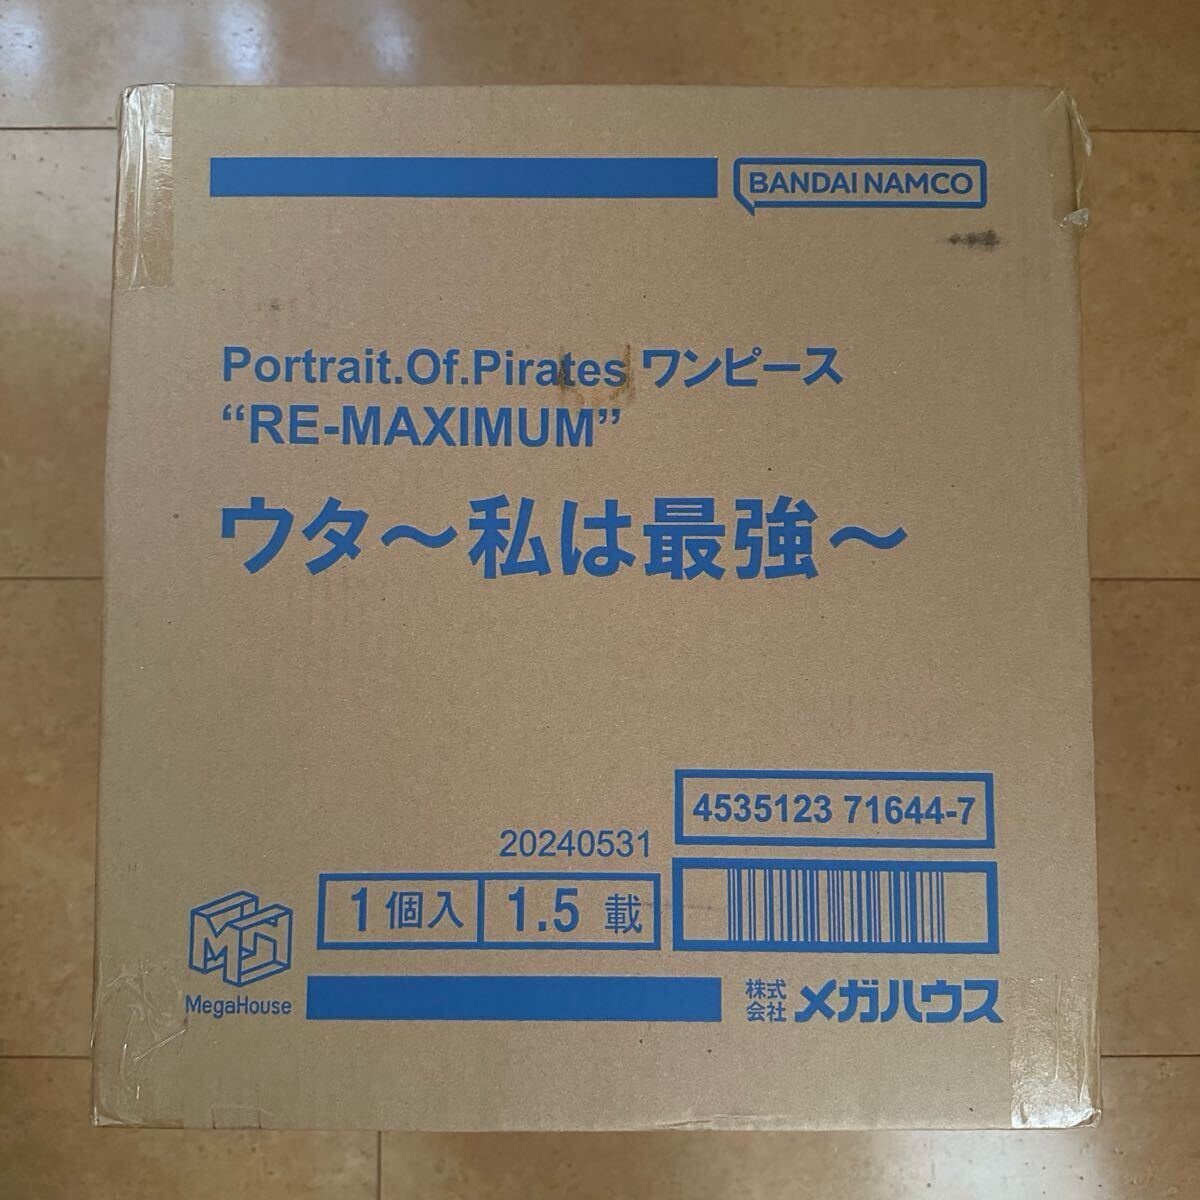 BANDAI NAMCO
Portrait.Of.Pirates ワンピース
“RE-MAXIMUM”
ウタ～私は最強～
4535123 71644-7
20240531
1個入 1.5 載
MegaHouse
株式会社 メガハウス